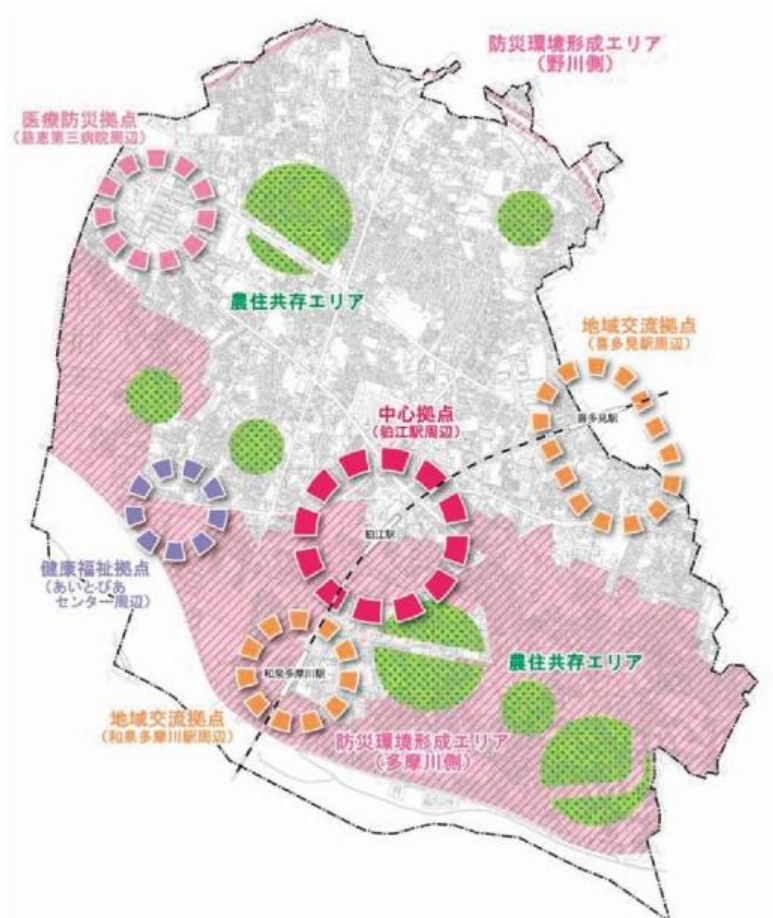 防災環境形成エリア
（野川側）
医療防災拠点
（慈恵第三病院周辺）
農住共存エリア
地域交流拠点
（喜多見駅周辺）
喜多見駅
中心拠点
（狛江駅周辺）
狛江駅
健康福祉拠点
（あいとぴあ
センター周辺）
農住共存エリア
和泉多摩川駅
地域交流拠点
（和泉多摩川駅周辺）
防災環境形成エリア
（多摩川側）